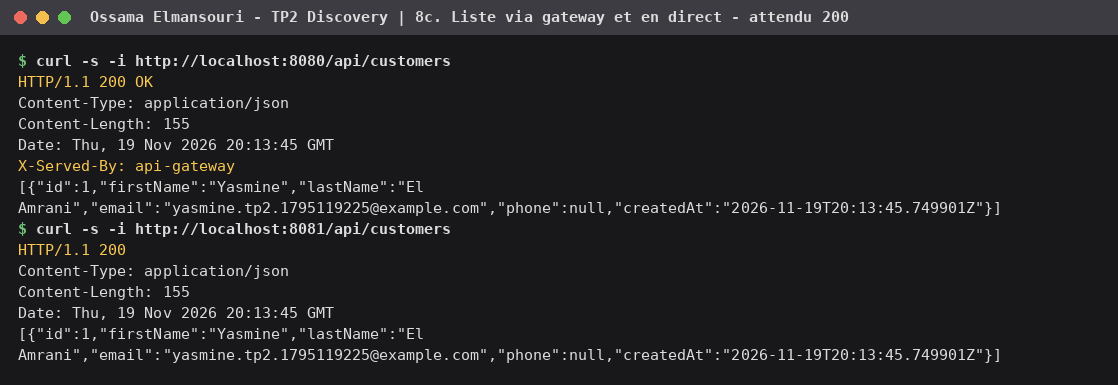 Ossama Elmansouri - TP2 Discovery | 8c. Liste via gateway et en direct - attendu 200
$ curl -s -i http://localhost:8080/api/customers
HTTP/1.1 200 OK
Content-Type: application/json
Content-Length: 155
Date: Thu, 19 Nov 2026 20:13:45 GMT
X-Served-By: api-gateway
[{"id":1,"firstName":"Yasmine","lastName":"El
Amrani","email":"yasmine.tp2.1795119225@example.com","phone":null,"createdAt":"2026-11-19T20:13:45.749901Z"}]
$ curl -s -i http://localhost:8081/api/customers
HTTP/1.1 200
Content-Type: application/json
Content-Length: 155
Date: Thu, 19 Nov 2026 20:13:45 GMT
[{"id":1,"firstName":"Yasmine","lastName":"El
Amrani","email":"yasmine.tp2.1795119225@example.com","phone":null,"createdAt":"2026-11-19T20:13:45.749901Z"}]